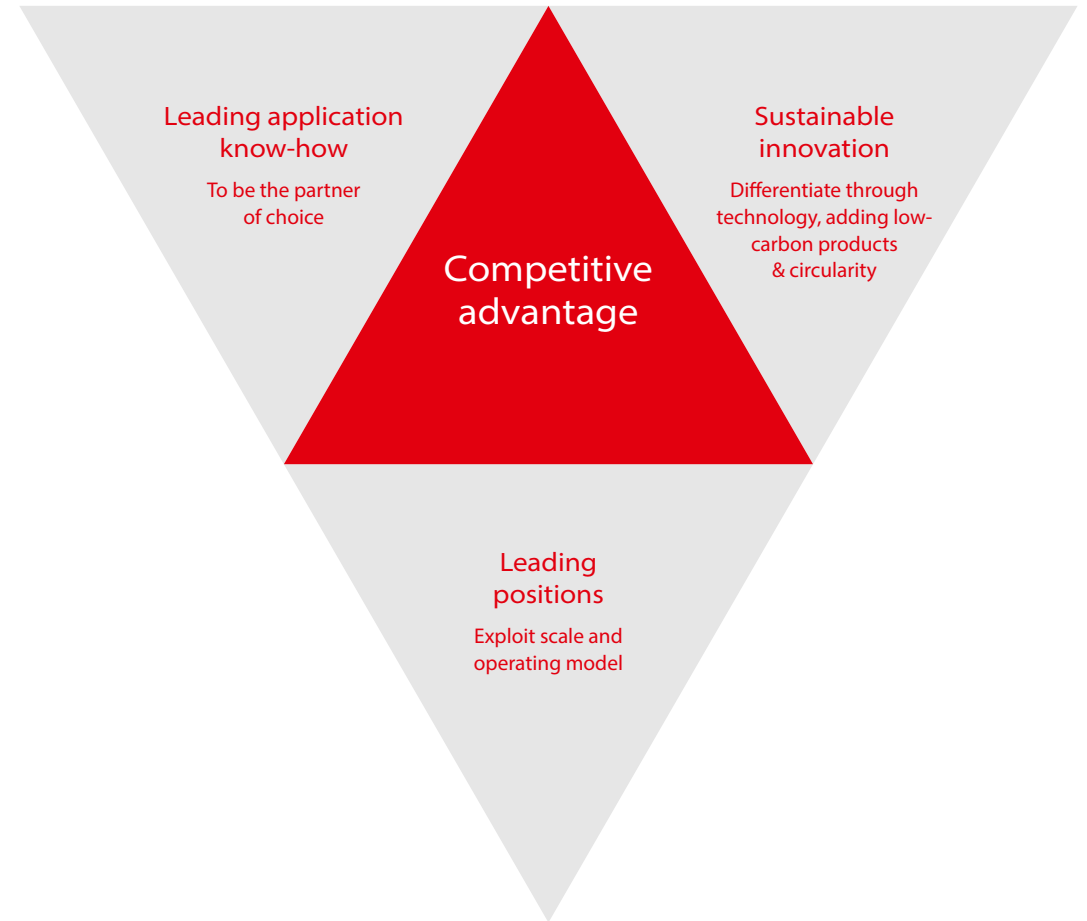 Leading application
know-how
To be the partner
of choice
Sustainable
innovation
Differentiate through
technology, adding low-
carbon products
& circularity
Competitive
advantage
Leading
positions
Exploit scale and
operating model